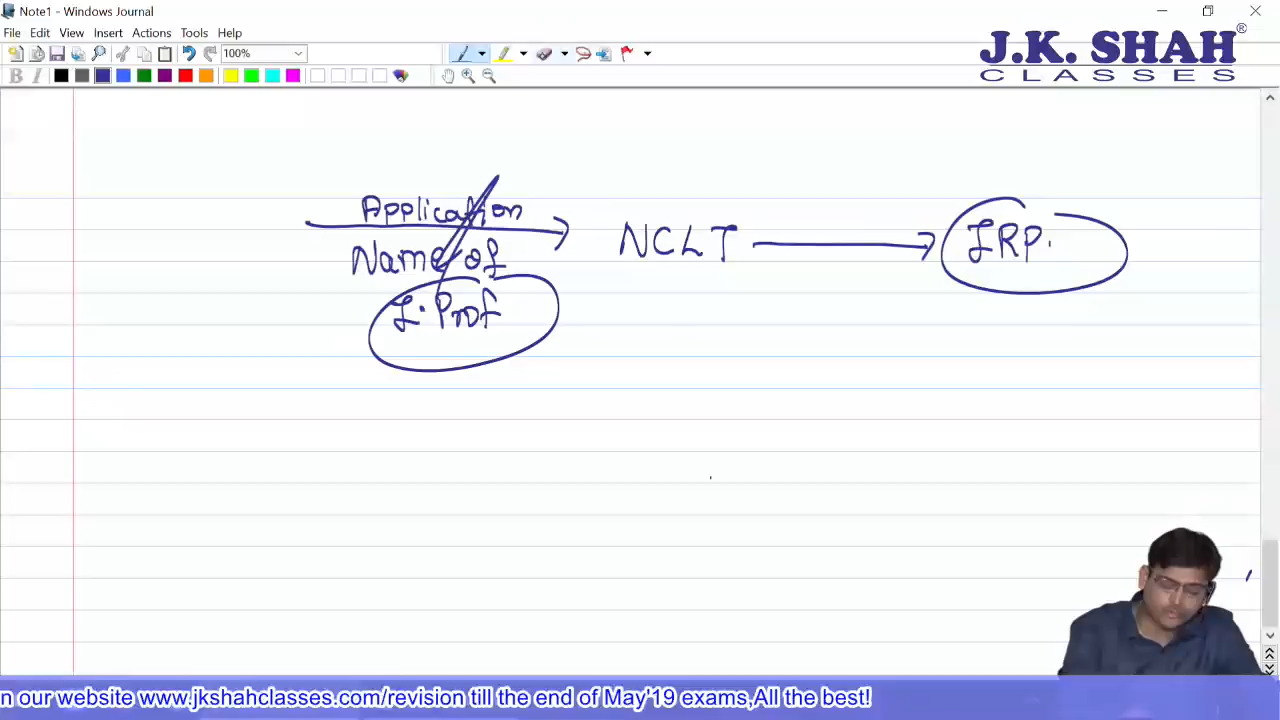 Note1 - Windows Journal
File Edit View Insert Actions Tools Help
100%
B I
J.K. SHAH®
CLASSES
Application
Name of
I. Prof
NCLT
IRP.
n our website www.jkshahclasses.com/revision till the end of May'19 exams,All the best!